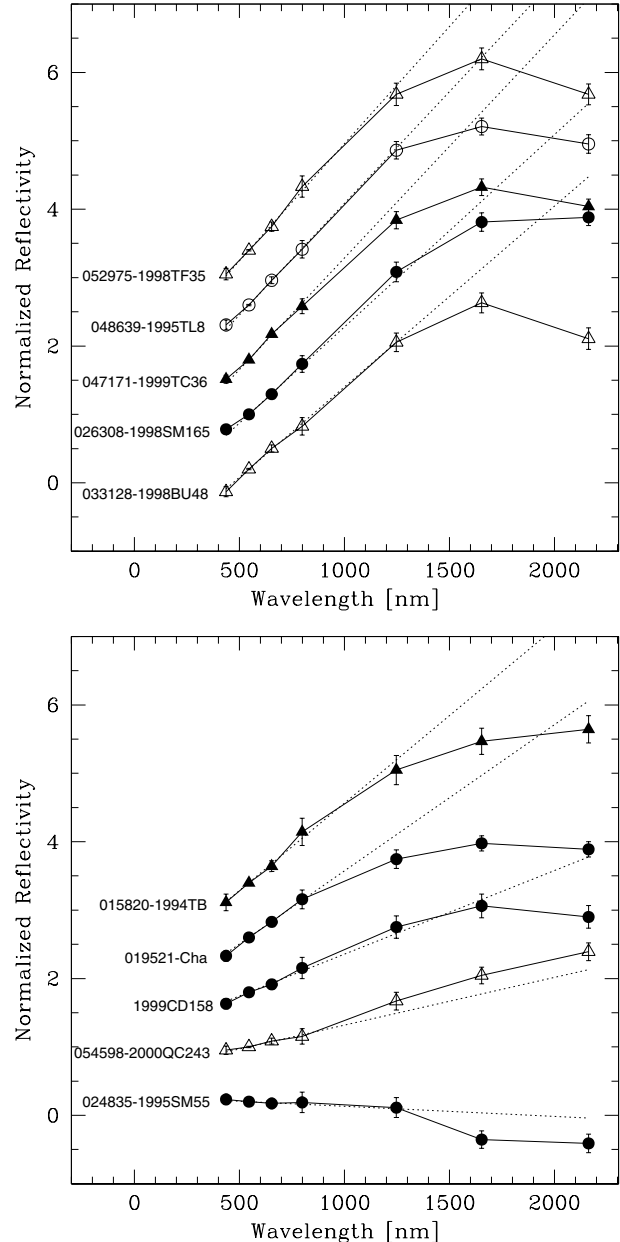 6
4
2
0
Normalized Reflectivity
052975-1998TF35
048639-1995TL8
047171-1999TC36
026308-1998SM165
033128-1998BU48
0 500 1000 1500 2000
Wavelength [nm]
6
4
2
0
Normalized Reflectivity
015820-1994TB
019521-Cha
1999CD158
054598-2000QC243
024835-1995SM55
0 500 1000 1500 2000
Wavelength [nm]